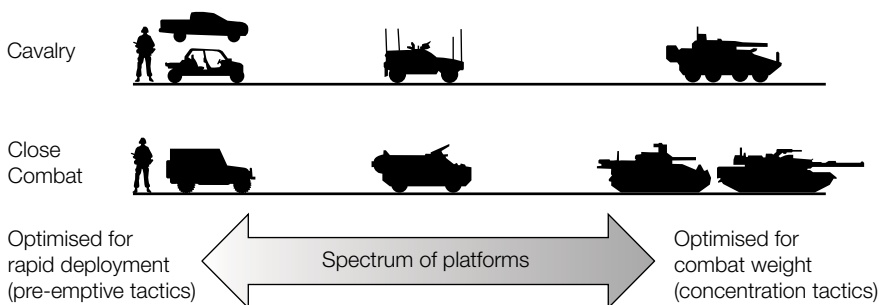 Cavalry
Close
Combat
Optimised for
rapid deployment
(pre-emptive tactics)
Spectrum of platforms
Optimised for
combat weight
(concentration tactics)